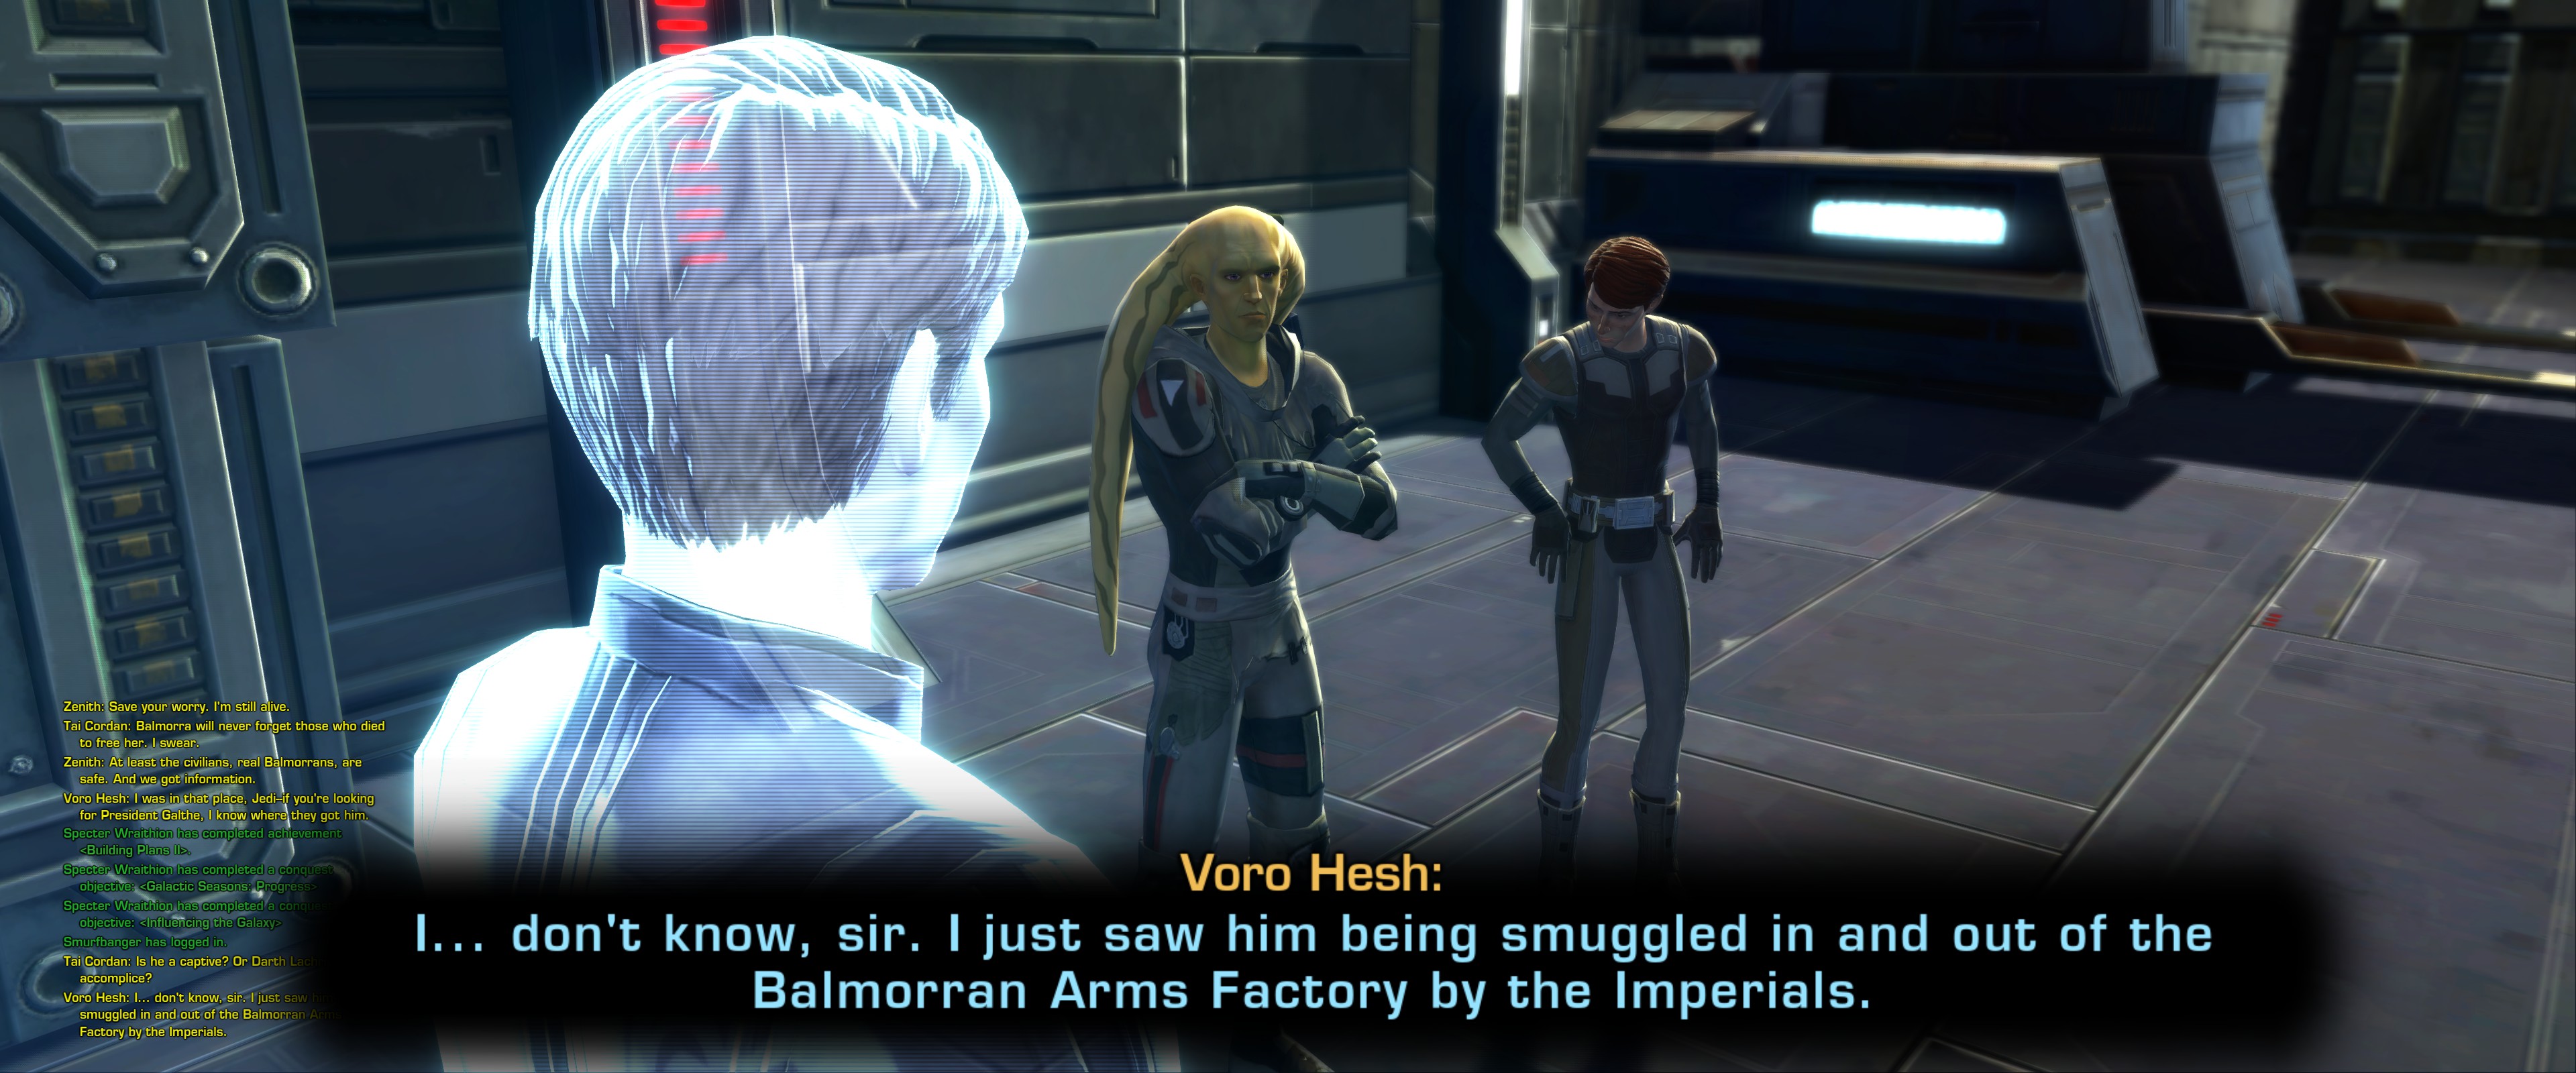 Zenith: Save your worry. I'm still alive.
Tai Cordan: Balmorra will never forget those who died
to free her. I swear.
Zenith: At least the civilians, real Balmorrans, are
safe. And we got information.
Voro Hesh: I was in that place, Jedi–if you're looking
for President Galthe, I know where they got him.
Specter Wraithion has completed achievement
<Building Plans II>.
Specter Wraithion has completed a conquest
objective: <Galactic Seasons: Progress>
Specter Wraithion has completed a conquest
objective: <Influencing the Galaxy>
Smurfbanger has logged in.
Tai Cordan: Is he a captive? Or Darth Lach
accomplice?
Voro Hesh: I... don't know, sir. I just saw him
smuggled in and out of the Balmorran Arms
Factory by the Imperials.
Voro Hesh:
I... don't know, sir. I just saw him being smuggled in and out of the
Balmorran Arms Factory by the Imperials.